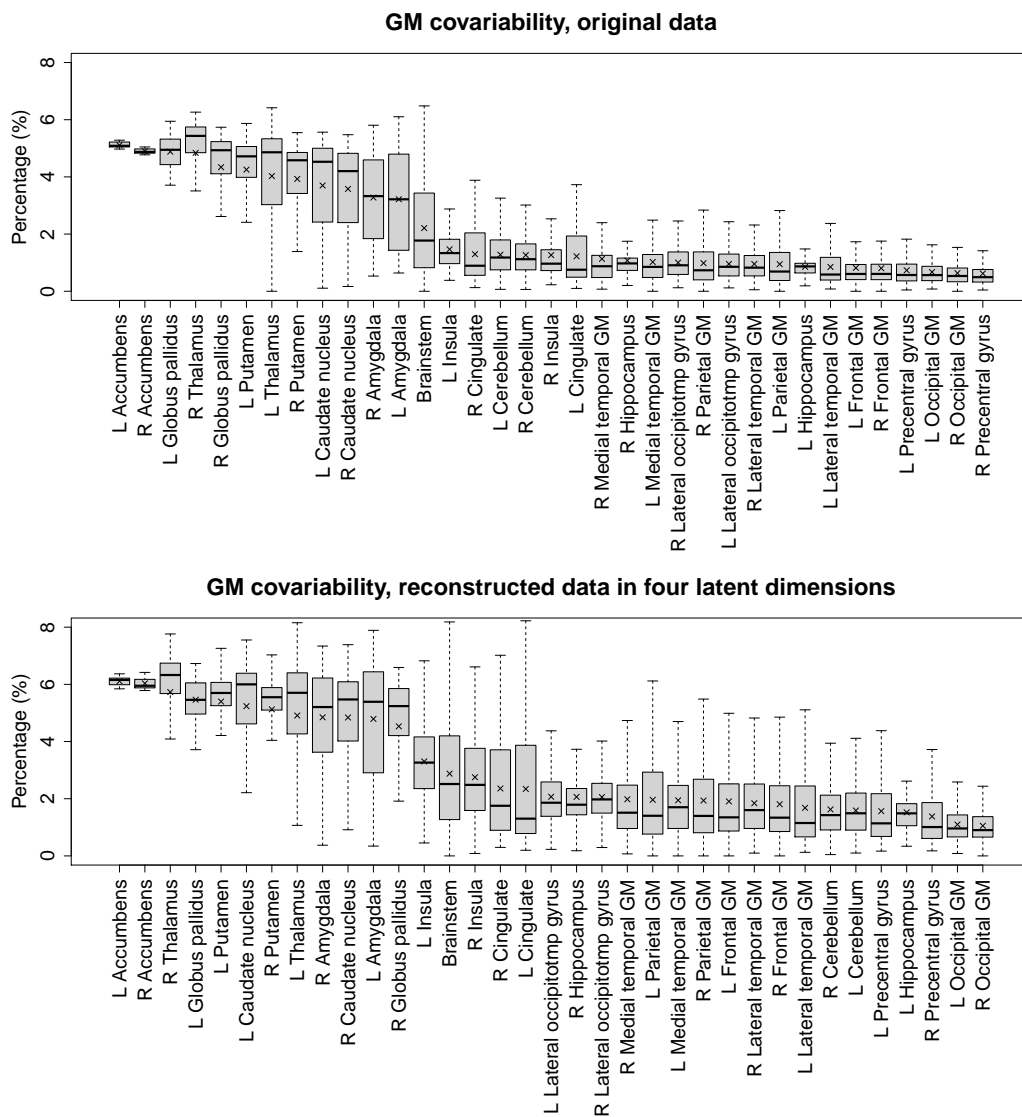 GM covariability, original data
Percentage (%)
8
6
4
2
0
L Accumbens
R Accumbens
L Globus pallidus
R Thalamus
R Globus pallidus
L Putamen
L Thalamus
R Putamen
L Caudate nucleus
R Caudate nucleus
R Amygdala
L Amygdala
Brainstem
L Insula
R Cingulate
L Cerebellum
R Cerebellum
R Insula
L Cingulate
R Medial temporal GM
R Hippocampus
L Medial temporal GM
R Lateral occipitotmp gyrus
R Parietal GM
L Lateral occipitotmp gyrus
R Lateral temporal GM
L Parietal GM
L Hippocampus
L Lateral temporal GM
L Frontal GM
R Frontal GM
L Precentral gyrus
L Occipital GM
R Occipital GM
R Precentral gyrus
GM covariability, reconstructed data in four latent dimensions
Percentage (%)
8
6
4
2
0
L Accumbens
R Accumbens
R Thalamus
L Globus pallidus
L Putamen
L Caudate nucleus
R Putamen
L Thalamus
R Amygdala
R Caudate nucleus
L Amygdala
R Globus pallidus
L Insula
Brainstem
R Insula
R Cingulate
L Cingulate
L Lateral occipitotmp gyrus
R Hippocampus
R Lateral occipitotmp gyrus
R Medial temporal GM
L Parietal GM
L Medial temporal GM
R Parietal GM
L Frontal GM
R Lateral temporal GM
R Frontal GM
L Lateral temporal GM
R Cerebellum
L Cerebellum
L Precentral gyrus
L Hippocampus
R Precentral gyrus
L Occipital GM
R Occipital GM